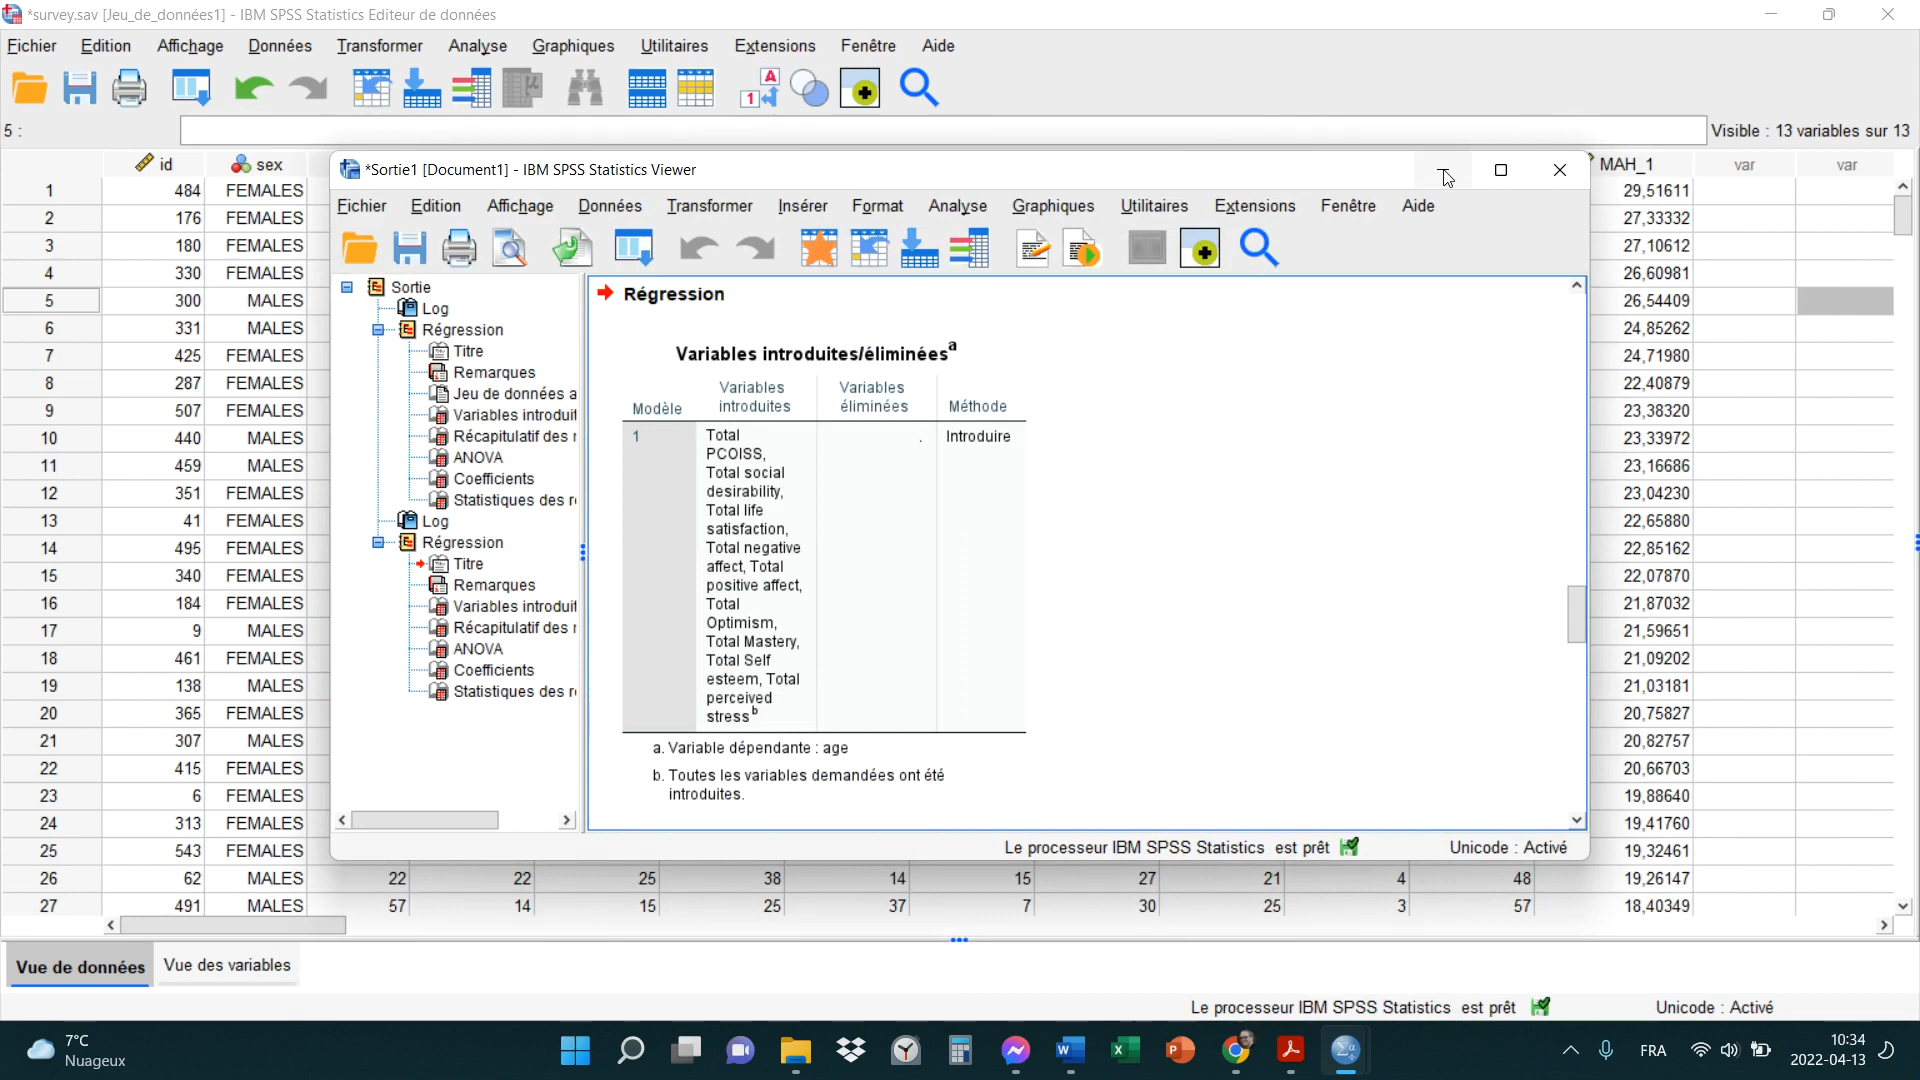 *survey.sav [Jeu_de_données1] - IBM SPSS Statistics Editeur de données
Fichier Edition Affichage Données Transformer Analyse Graphiques Utilitaires Extensions Fenêtre Aide
5 :
Visible : 13 variables sur 13
id sex MAH_1 var var
1 484 FEMALES 29,51611
2 176 FEMALES 27,33332
3 180 FEMALES 27,10612
4 330 FEMALES 26,60981
5 300 MALES 26,54409
6 331 MALES 24,85262
7 425 FEMALES 24,71980
8 287 FEMALES 22,40879
9 507 FEMALES 23,38320
10 440 MALES 23,33972
11 459 MALES 23,16686
12 351 FEMALES 23,04230
13 41 FEMALES 22,65880
14 495 FEMALES 22,85162
15 340 FEMALES 22,07870
16 184 FEMALES 21,87032
17 9 MALES 21,59651
18 461 FEMALES 21,09202
19 138 MALES 21,03181
20 365 FEMALES 20,75827
21 307 MALES 20,82757
22 415 FEMALES 20,66703
23 6 FEMALES 19,88640
24 313 FEMALES 19,41760
25 543 FEMALES 19,32461
26 62 MALES 22 22 25 38 14 15 27 21 4 48 19,26147
27 491 MALES 57 14 15 25 37 7 30 25 3 57 18,40349
*Sortie1 [Document1] - IBM SPSS Statistics Viewer
Fichier Edition Affichage Données Transformer Insérer Format Analyse Graphiques Utilitaires Extensions Fenêtre Aide
Sortie
Log
Régression
Titre
Remarques
Jeu de données a
Variables introduit
Récapitulatif des
ANOVA
Coefficients
Statistiques des
Log
Régression
Titre
Remarques
Variables introduit
Récapitulatif des
ANOVA
Coefficients
Statistiques des
Régression
Variables introduites/éliminées a
Modèle Variables introduites Variables éliminées Méthode
1 Total . Introduire
PCOISS,
Total social
desirability,
Total life
satisfaction,
Total negative
affect, Total
positive affect,
Total
Optimism,
Total Mastery,
Total Self
esteem, Total
perceived
stress b
a. Variable dépendante : age
b. Toutes les variables demandées ont été
introduites.
Le processeur IBM SPSS Statistics est prêt Unicode : Activé
Vue de données Vue des variables
Le processeur IBM SPSS Statistics est prêt Unicode : Activé
7°C
Nuageux
FRA
10:34
2022-04-13